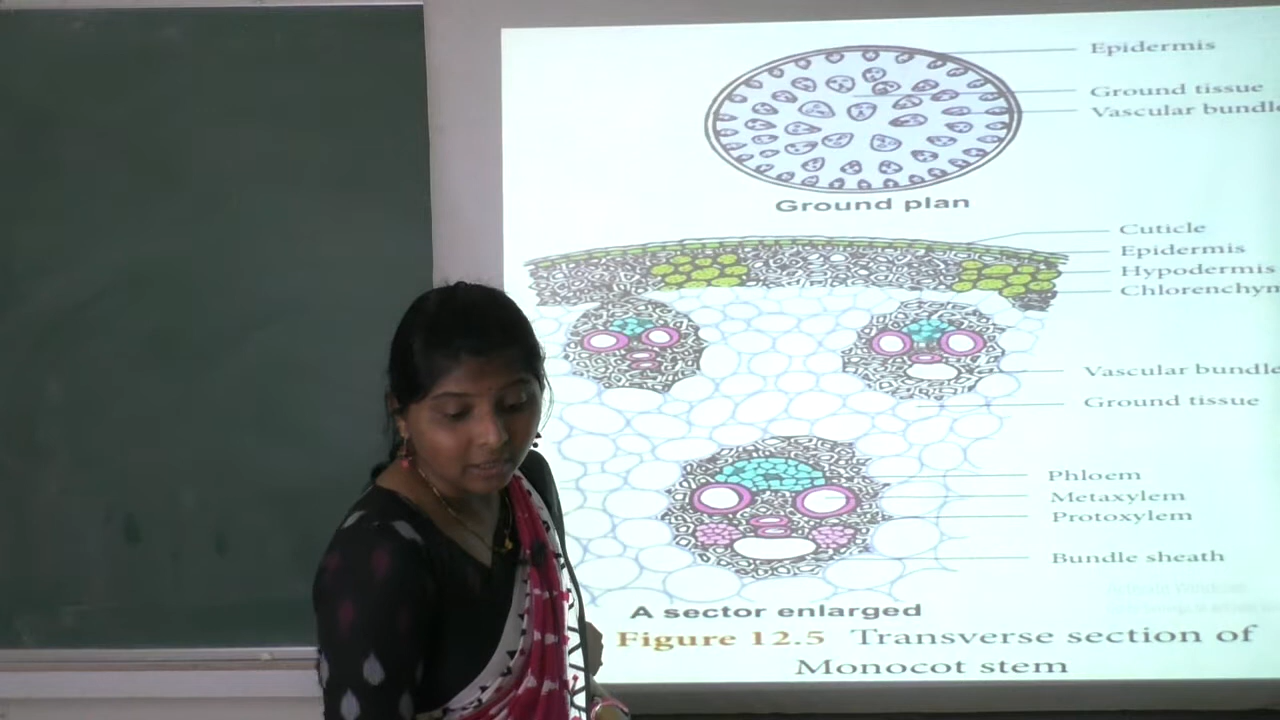 Epidermis
Ground tissue
Vascular bundle
Ground plan
Cuticle
Epidermis
Hypodermis
Chlorenchym
Vascular bundle
Ground tissue
Phloem
Metaxylem
Protoxylem
Bundle sheath
A sector enlarged
Figure 12.5 Transverse section of
Monocot stem